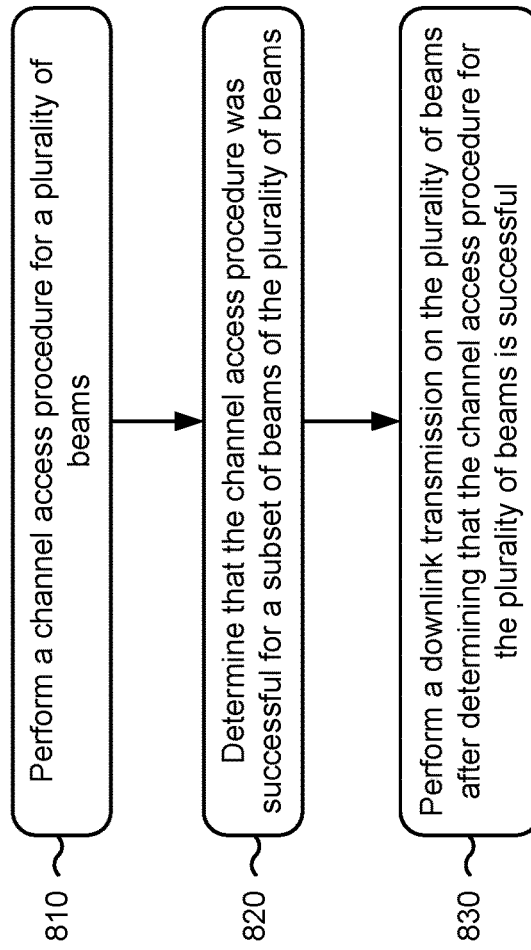 810
Perform a channel access procedure for a plurality of
beams
820
Determine that the channel access procedure was
successful for a subset of beams of the plurality of beams
830
Perform a downlink transmission on the plurality of beams
after determining that the channel access procedure for
the plurality of beams is successful